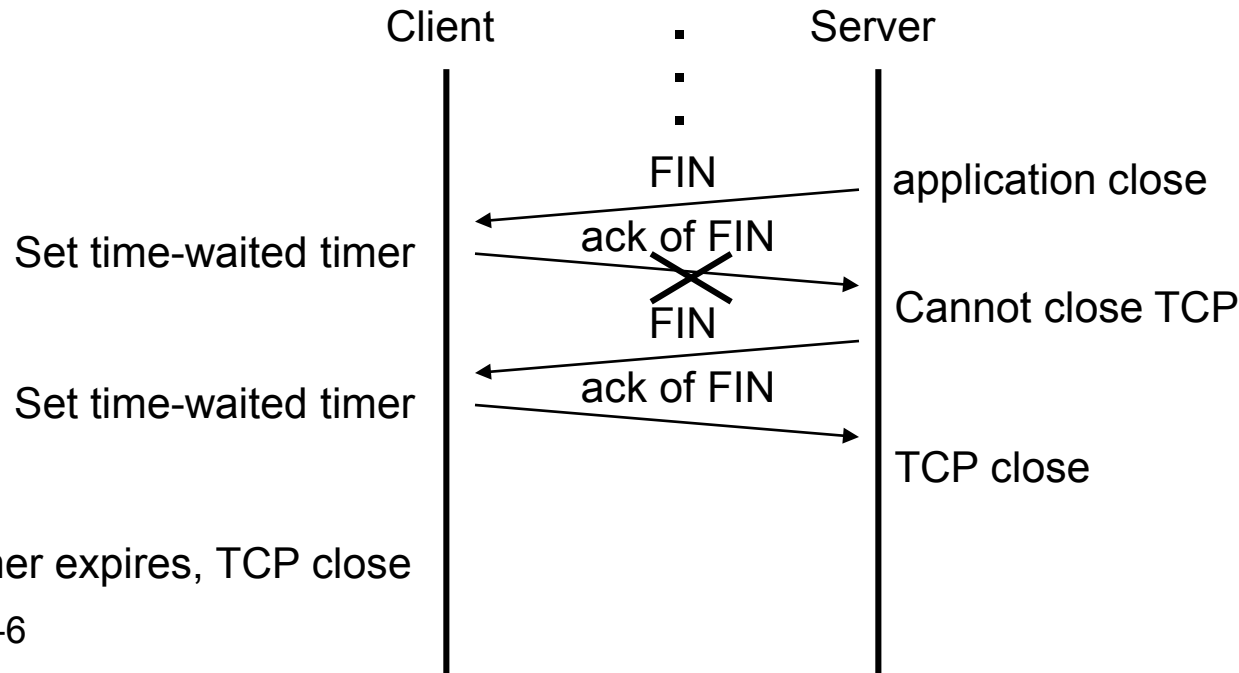 Client
Server
FIN
application close
ack of FIN
Set time-waited timer
Cannot close TCP
FIN
ack of FIN
Set time-waited timer
TCP close
expires, TCP close
-6